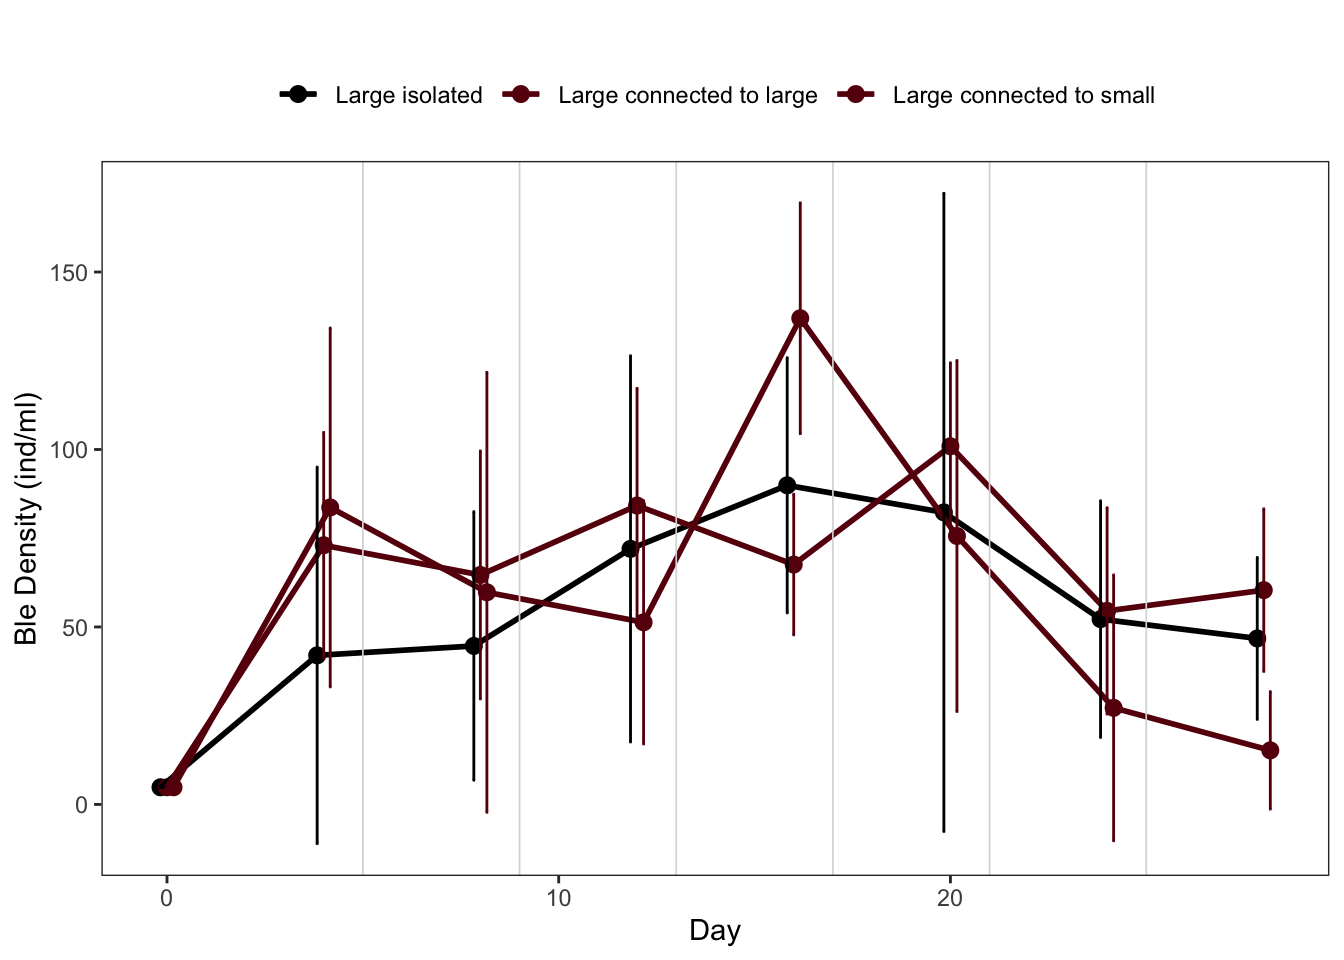 Large isolated Large connected to large Large connected to small
Ble Density (ind/ml)
150
100
50
0
0 10 20
Day